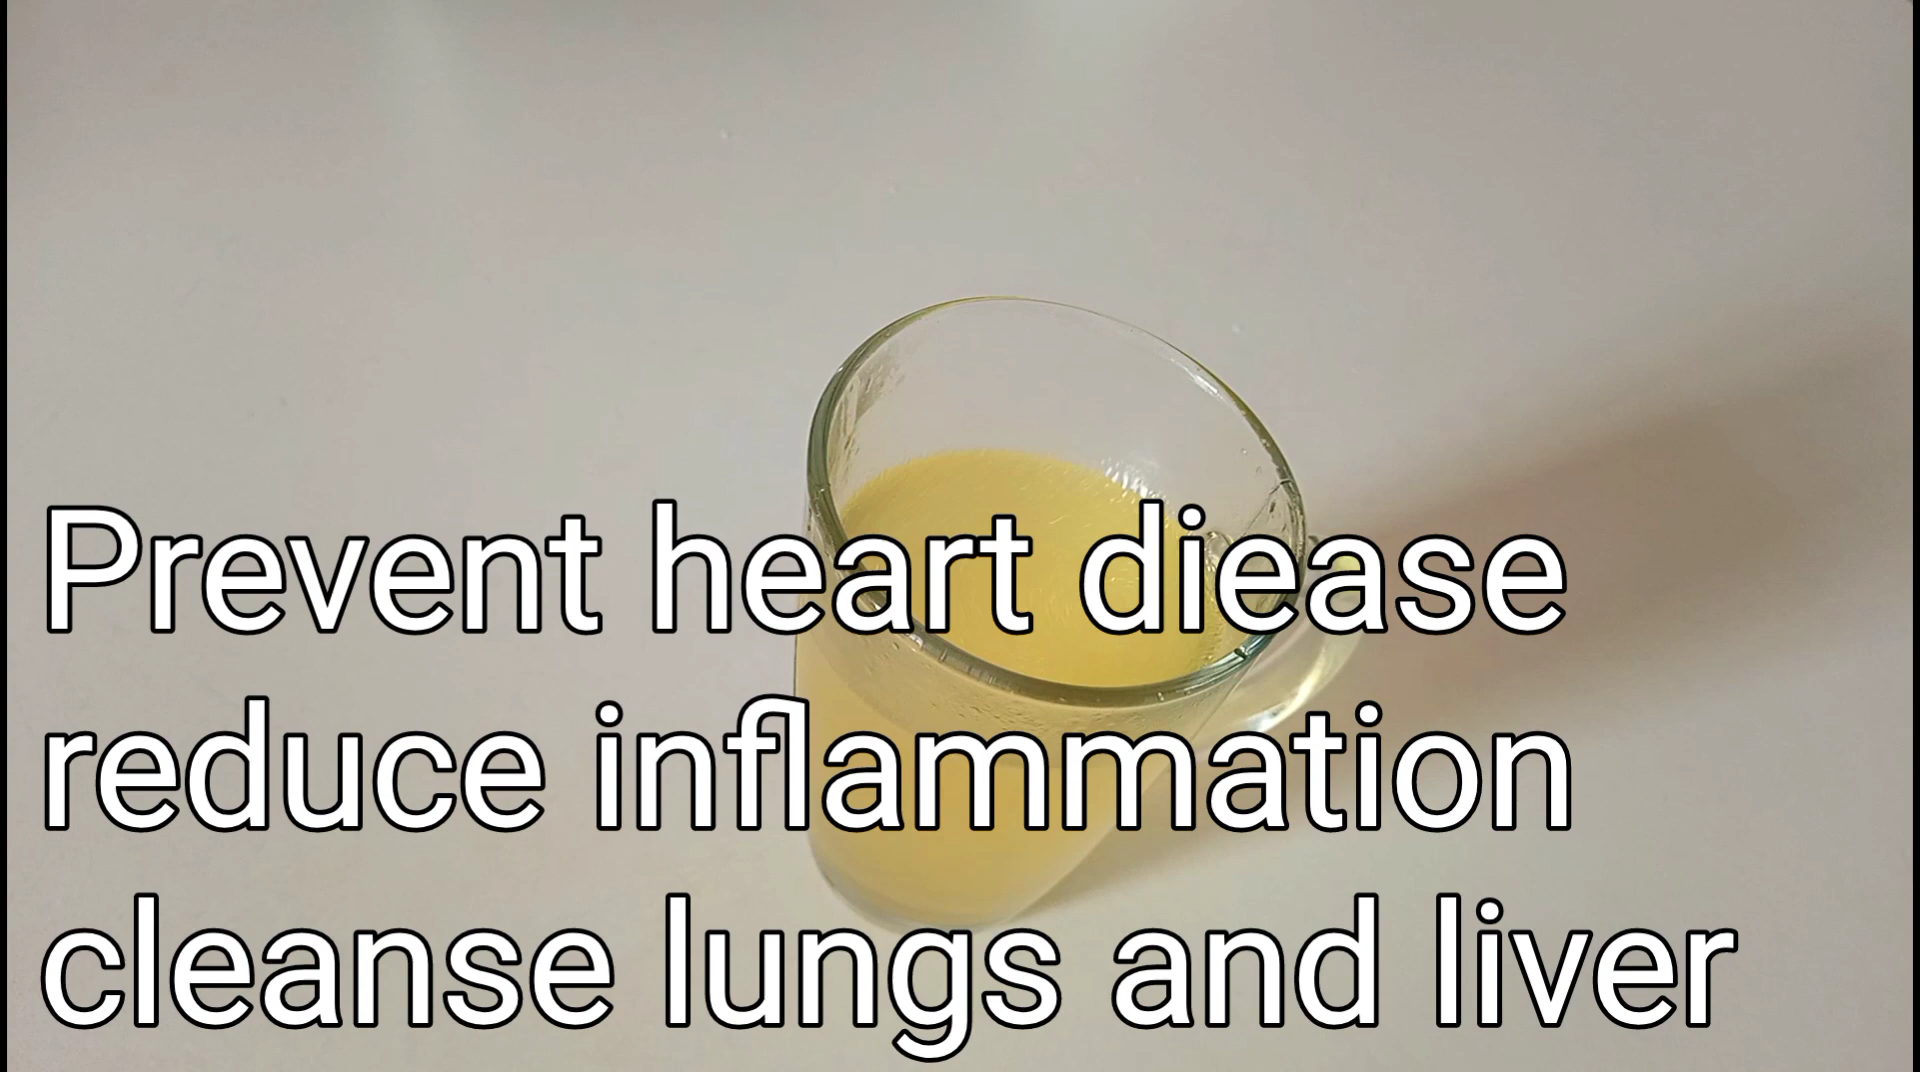 Prevent heart diease
reduce inflammation
cleanse lungs and liver